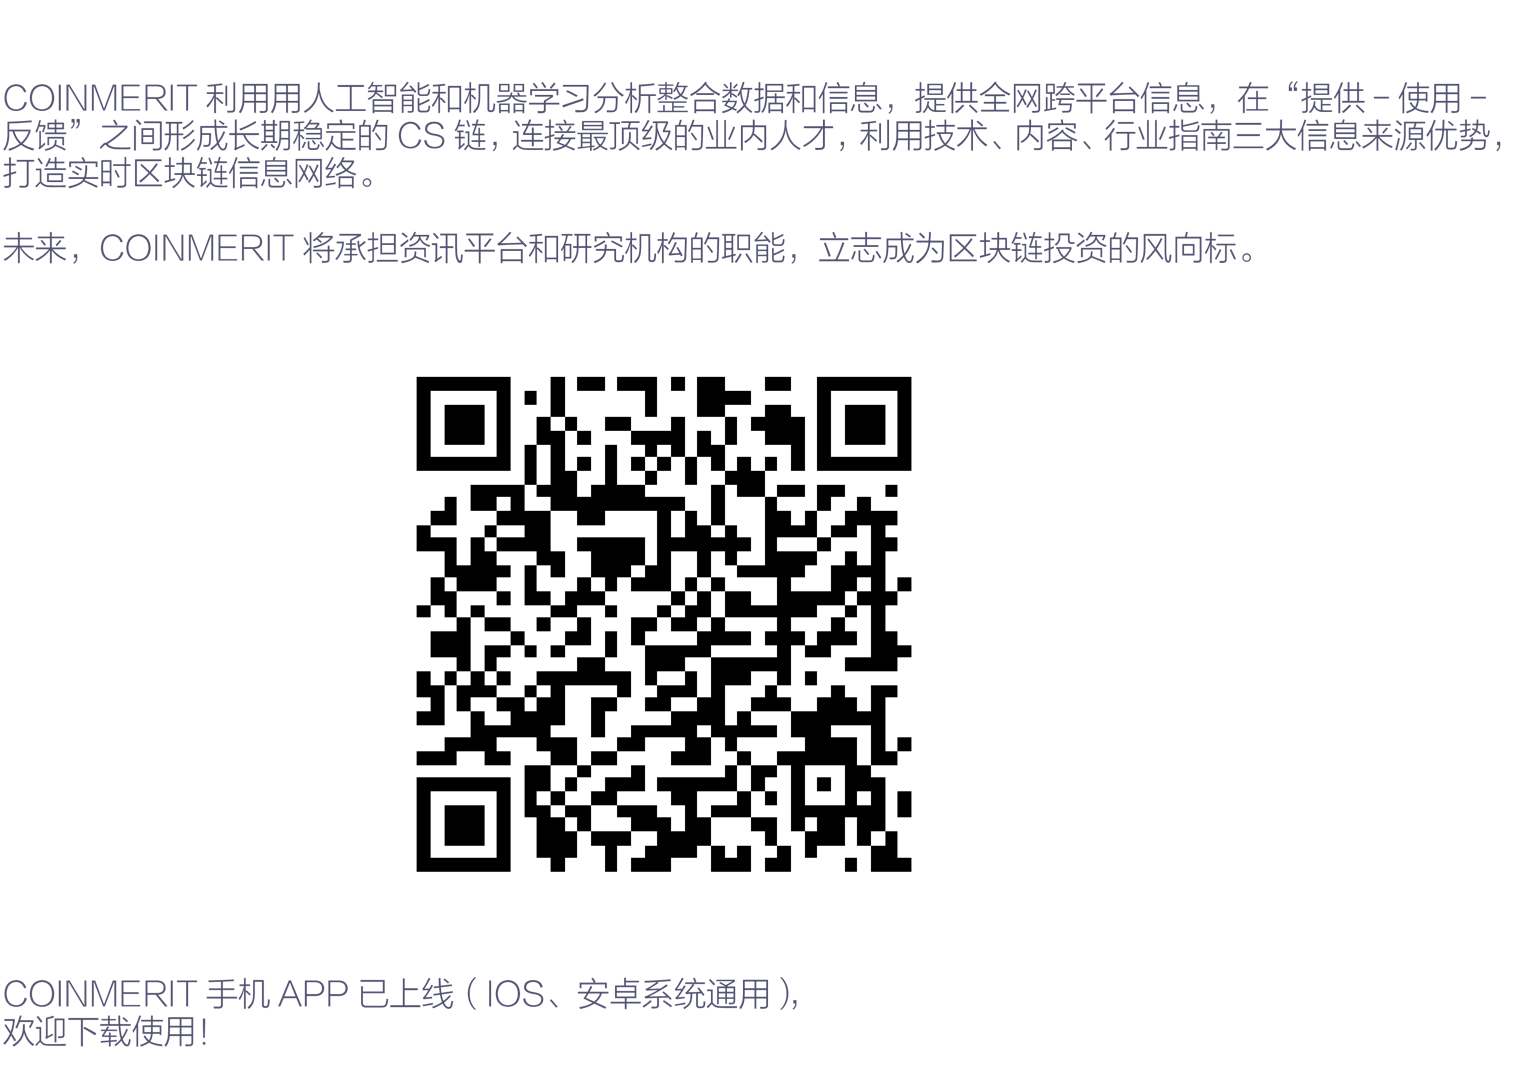 COINMERIT 利用用人工智能和机器学习分析整合数据和信息，提供全网跨平台信息，在“提供 – 使用 –
反馈”之间形成长期稳定的 CS 链，连接最顶级的业内人才，利用技术、内容、行业指南三大信息来源优势，
打造实时区块链信息网络。
未来，COINMERIT 将承担资讯平台和研究机构的职能，立志成为区块链投资的风向标。
COINMERIT 手机 APP 已上线（ IOS、安卓系统通用 ），
欢迎下载使用！